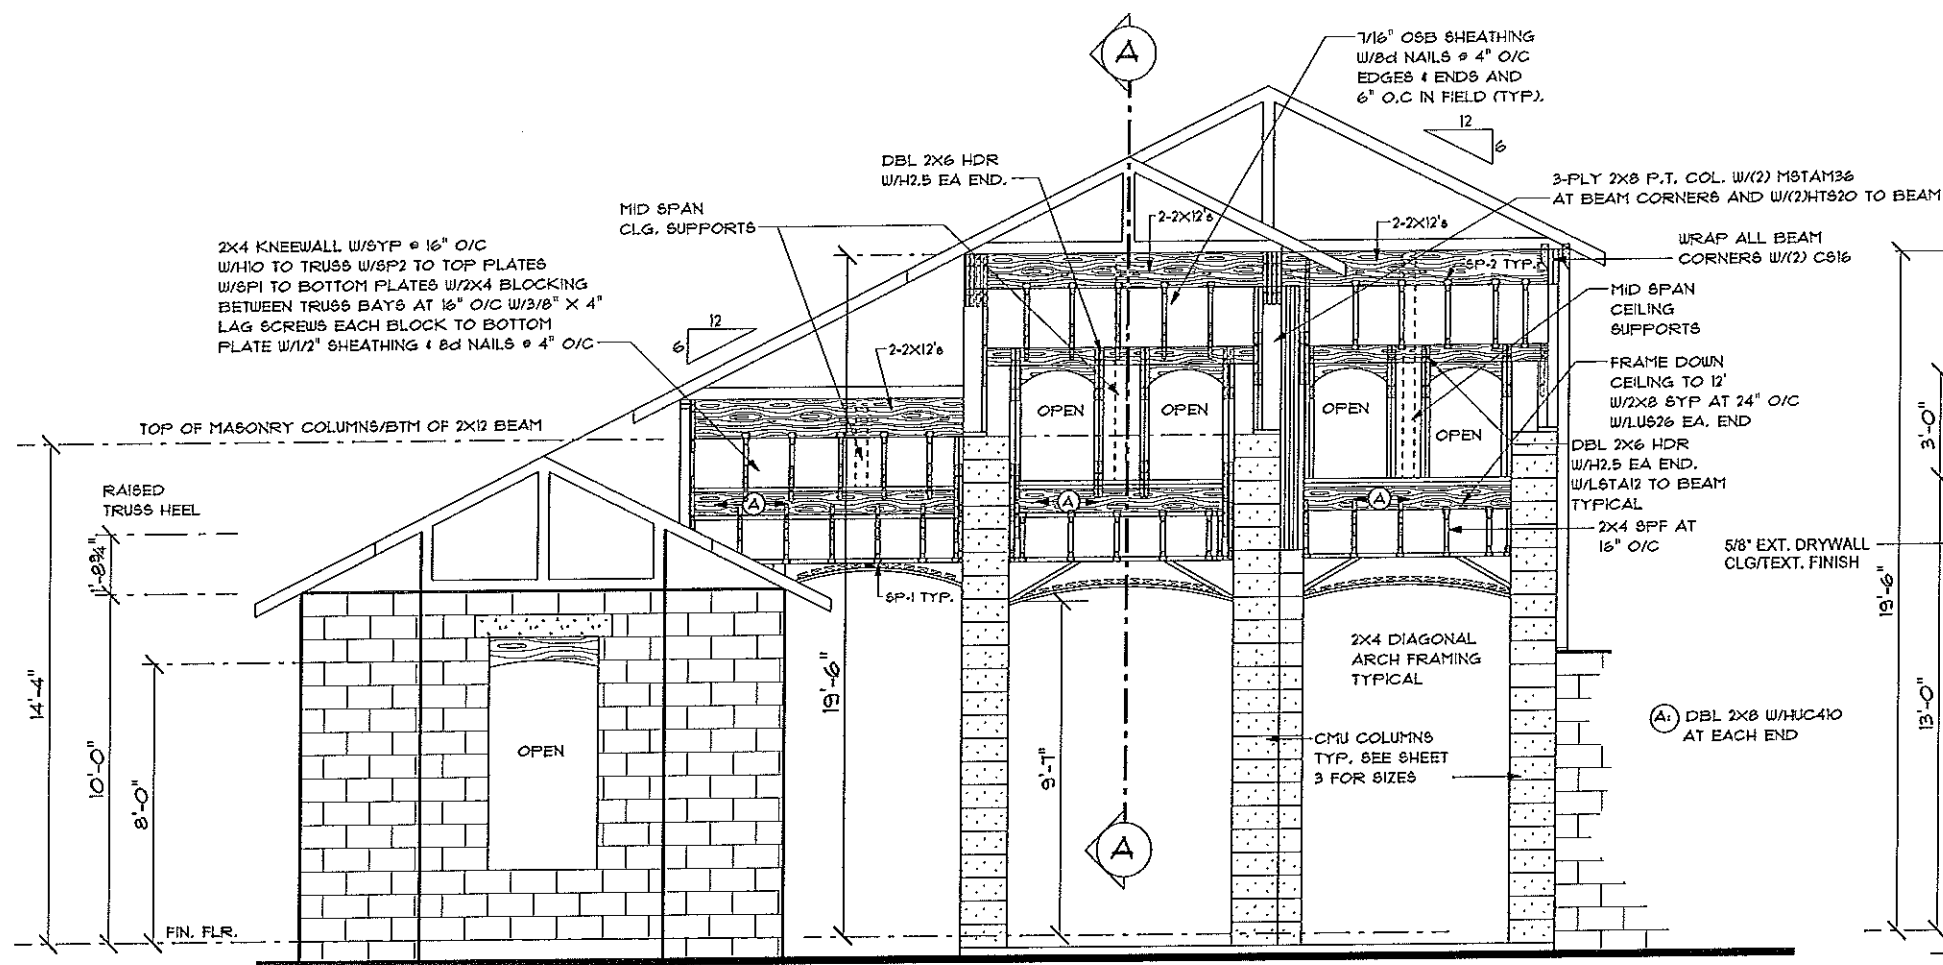 A
7/16" OSB SHEATHING
W/8d NAILS @ 4" O/C
EDGES & ENDS AND
6" O.C IN FIELD (TYP).
12
6
DBL 2X6 HDR
W/H2.5 EA END.
3-PLY 2X8 P.T. COL. W/(2) MSTAM36
AT BEAM CORNERS AND W/(2)HTS20 TO BEAM
MID SPAN
CLG. SUPPORTS
2-2X12's
2-2X12's
WRAP ALL BEAM
CORNERS W/(2) CS16
SP-2 TYP.
2X4 KNEEWALL W/SYP @ 16" O/C
W/H10 TO TRUSS W/SP2 TO TOP PLATES
W/SP1 TO BOTTOM PLATES W/2X4 BLOCKING
BETWEEN TRUSS BAYS AT 16" O/C W/3/8" X 4"
LAG SCREWS EACH BLOCK TO BOTTOM
PLATE W/1/2" SHEATHING & 8d NAILS @ 4" O/C
12
6
2-2X12's
MID SPAN
CEILING
SUPPORTS
FRAME DOWN
CEILING TO 12'
W/2X8 SYP AT 24" O/C
W/LUS26 EA. END
OPEN
OPEN
OPEN
OPEN
TOP OF MASONRY COLUMNS/BTM OF 2X12 BEAM
DBL 2X6 HDR
W/H2.5 EA END.
W/LSTA12 TO BEAM
TYPICAL
3'-0"
RAISED
TRUSS HEEL
A
A
A
2X4 SPF AT
16" O/C
5/8" EXT. DRYWALL
CLG/TEXT. FINISH
1'-8¾"
SP-1 TYP.
19'-6"
2X4 DIAGONAL
ARCH FRAMING
TYPICAL
14'-4"
10'-0"
8'-0"
OPEN
19'-6"
9'-7"
13'-0"
A: DBL 2X8 W/HUC410
AT EACH END
CMU COLUMNS
TYP. SEE SHEET
3 FOR SIZES
A
FIN. FLR.